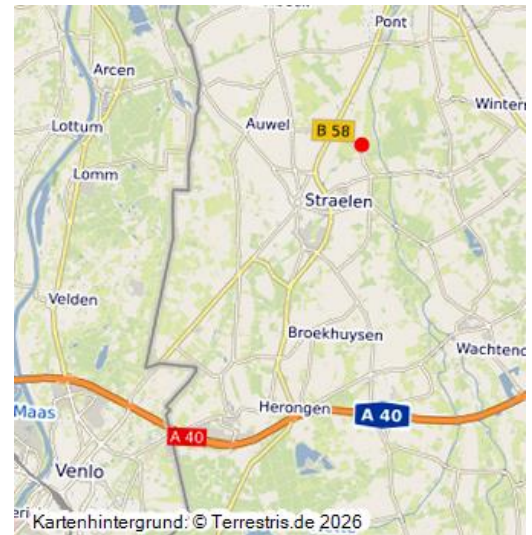 Pont
Arcen
Wintern
Lottum
Auwel
B 58
Lomm
Straelen
Velden
Broekhuysen
Wachtend
Maas
Herongen
A 40
A 40
Venlo
Kartenhintergrund: © Terrestris.de 2026